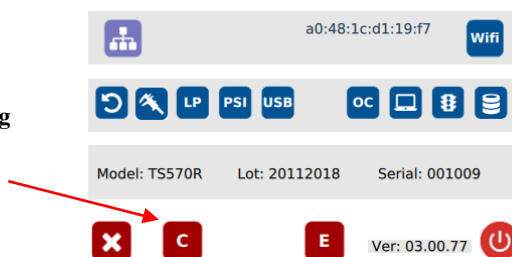 a0:48:1c:d1:19:f7 Wifi
LP PSI USB OC
g
Model: TS570R Lot: 20112018 Serial: 001009
C E Ver: 03.00.77